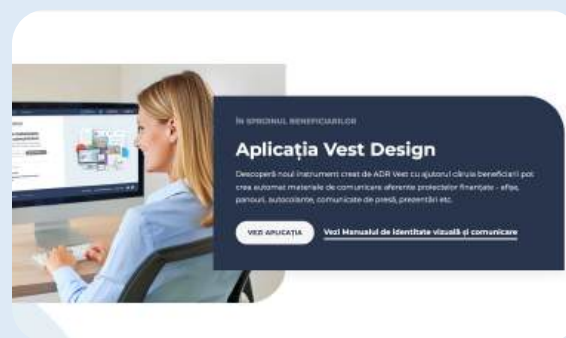 ÎN SPRIJINUL BENEFICIARILOR
Aplicația Vest Design
Descoperă noul instrument creat de ADR Vest cu ajutorul căruia beneficiarii pot
crea automat materiale de comunicare aferente proiectelor finanțate - afișe,
panouri, autocolante, comunicate de presă, prezentări etc.
VEZI APLICAȚIA
Vezi Manualul de identitate vizuală și comunicare